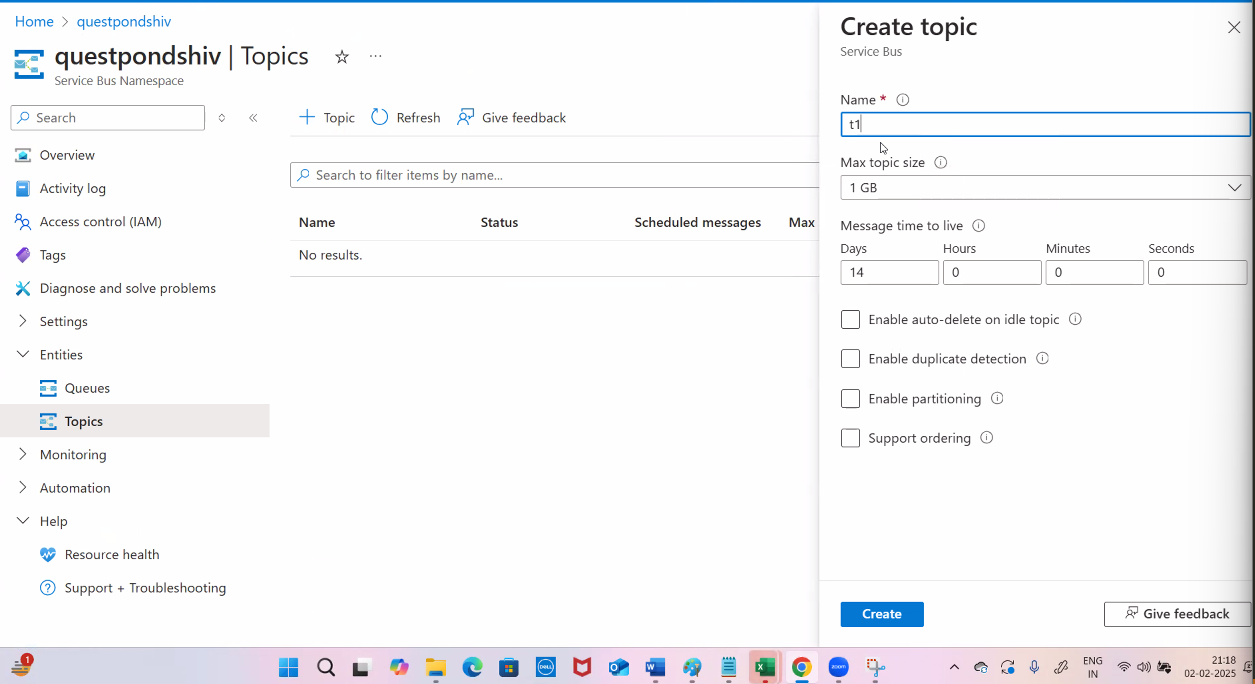 Home > questpondshiv
questpondshiv | Topics
Service Bus Namespace
Search
Overview
Activity log
Access control (IAM)
Tags
Diagnose and solve problems
Settings
Entities
Queues
Topics
Monitoring
Automation
Help
Resource health
Support + Troubleshooting
Topic Refresh Give feedback
Search to filter items by name...
Name Status Scheduled messages Max
No results.
Create topic
Service Bus
Name *
t1
Max topic size
1 GB
Message time to live
Days Hours Minutes Seconds
14 0 0 0
Enable auto-delete on idle topic
Enable duplicate detection
Enable partitioning
Support ordering
Create Give feedback
1
DELL
zoom
ENG
IN
21:18
02-02-2025